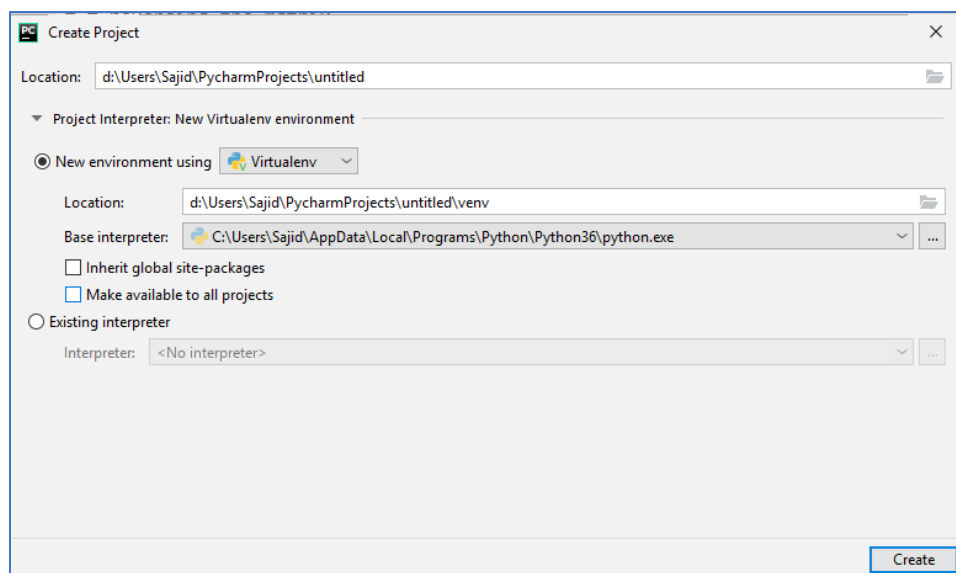 PC Create Project
Location: d:\Users\Sajid\PycharmProjects\untitled
Project Interpreter: New Virtualenv environment
New environment using Virtualenv
Location: d:\Users\Sajid\PycharmProjects\untitled\venv
Base interpreter: C:\Users\Sajid\AppData\Local\Programs\Python\Python36\python.exe ...
Inherit global site-packages
Make available to all projects
Existing interpreter
Interpreter: <No interpreter> ...
Create